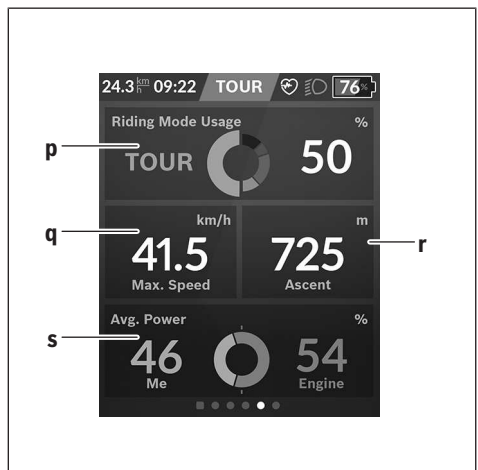 24.3 km/h 09:22 TOUR 76%
Riding Mode Usage %
p
TOUR 50
q
km/h m
41.5 725
r
Max. Speed Ascent
Avg. Power %
s
46 54
Me Engine